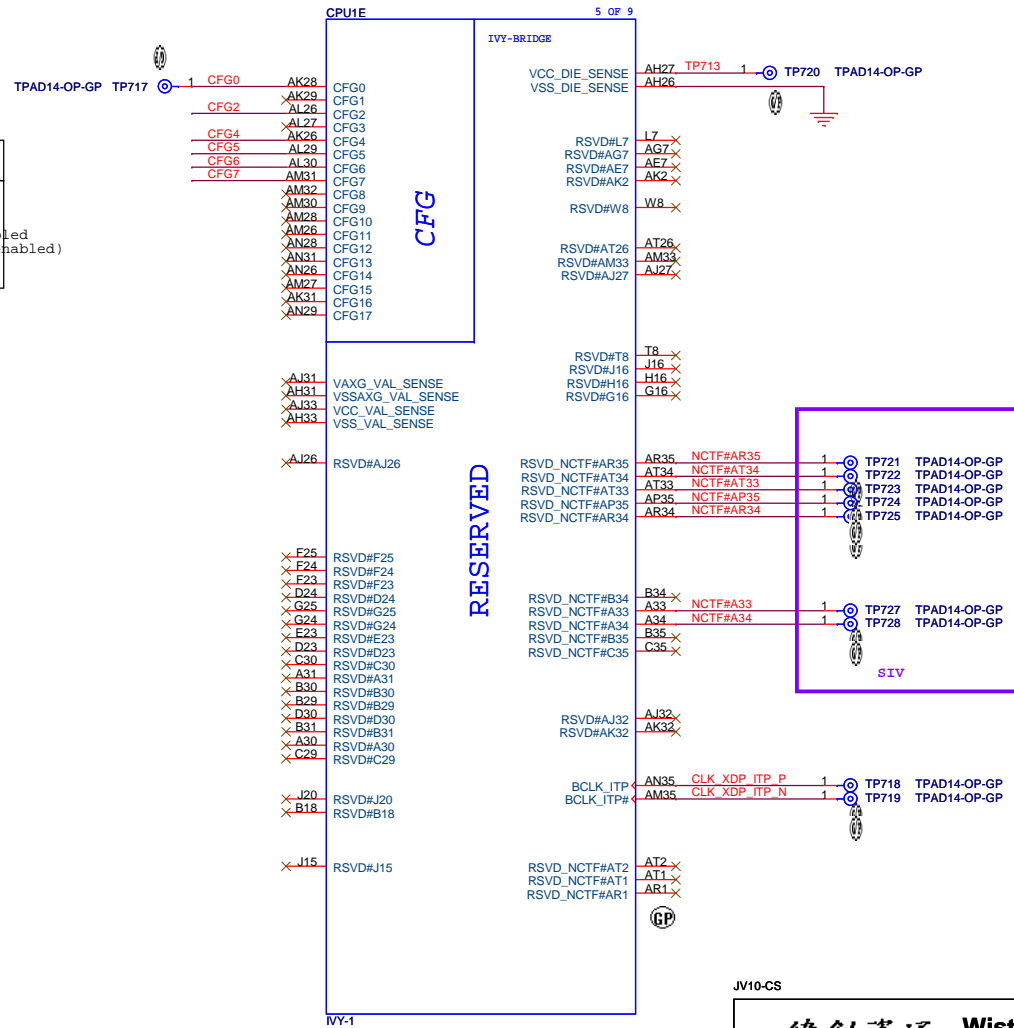 CPU1E
5 OF 9
IVY-BRIDGE
TPAD14-OP-GP TP717 1 CFG0 AK28 CFG0
AK29 CFG1
CFG2 AL26 CFG2
AL27 CFG3
CFG4 AK26 CFG4
CFG5 AL29 CFG5
CFG6 AL30 CFG6
CFG7 AM31 CFG7
AM32 CFG8
AM30 CFG9
AM28 CFG10
AM26 CFG11
AN28 CFG12
AN31 CFG13
AN26 CFG14
AM27 CFG15
AK31 CFG16
AN29 CFG17
CFG
nabled)
AJ31 VAXG_VAL_SENSE
AH31 VSSAXG_VAL_SENSE
AJ33 VCC_VAL_SENSE
AH33 VSS_VAL_SENSE
AJ26 RSVD#AJ26
RESERVED
F25 RSVD#F25
F24 RSVD#F24
F23 RSVD#F23
D24 RSVD#D24
G25 RSVD#G25
G24 RSVD#G24
E23 RSVD#E23
D23 RSVD#D23
C30 RSVD#C30
A31 RSVD#A31
B30 RSVD#B30
B29 RSVD#B29
D30 RSVD#D30
B31 RSVD#B31
A30 RSVD#A30
C29 RSVD#C29
J20 RSVD#J20
B18 RSVD#B18
J15 RSVD#J15
VCC_DIE_SENSE AH27 TP713 1 TP720 TPAD14-OP-GP
VSS_DIE_SENSE AH26
RSVD#L7 L7
RSVD#AG7 AG7
RSVD#AE7 AE7
RSVD#AK2 AK2
RSVD#W8 W8
RSVD#AT26 AT26
RSVD#AM33 AM33
RSVD#AJ27 AJ27
RSVD#T8 T8
RSVD#J16 J16
RSVD#H16 H16
RSVD#G16 G16
RSVD_NCTF#AR35 AR35 NCTF#AR35 1 TP721 TPAD14-OP-GP
RSVD_NCTF#AT34 AT34 NCTF#AT34 1 TP722 TPAD14-OP-GP
RSVD_NCTF#AT33 AT33 NCTF#AT33 1 TP723 TPAD14-OP-GP
RSVD_NCTF#AP35 AP35 NCTF#AP35 1 TP724 TPAD14-OP-GP
RSVD_NCTF#AR34 AR34 NCTF#AR34 1 TP725 TPAD14-OP-GP
RSVD_NCTF#B34 B34
RSVD_NCTF#A33 A33 NCTF#A33 1 TP727 TPAD14-OP-GP
RSVD_NCTF#A34 A34 NCTF#A34 1 TP728 TPAD14-OP-GP
RSVD_NCTF#B35 B35
RSVD_NCTF#C35 C35
SIV
RSVD#AJ32 AJ32
RSVD#AK32 AK32
BCLK_ITP AN35 CLK_XDP_ITP_P 1 TP718 TPAD14-OP-GP
BCLK_ITP# AM35 CLK_XDP_ITP_N 1 TP719 TPAD14-OP-GP
RSVD_NCTF#AT2 AT2
RSVD_NCTF#AT1 AT1
RSVD_NCTF#AR1 AR1
GP
IVY-1
JV10-CS
Wist